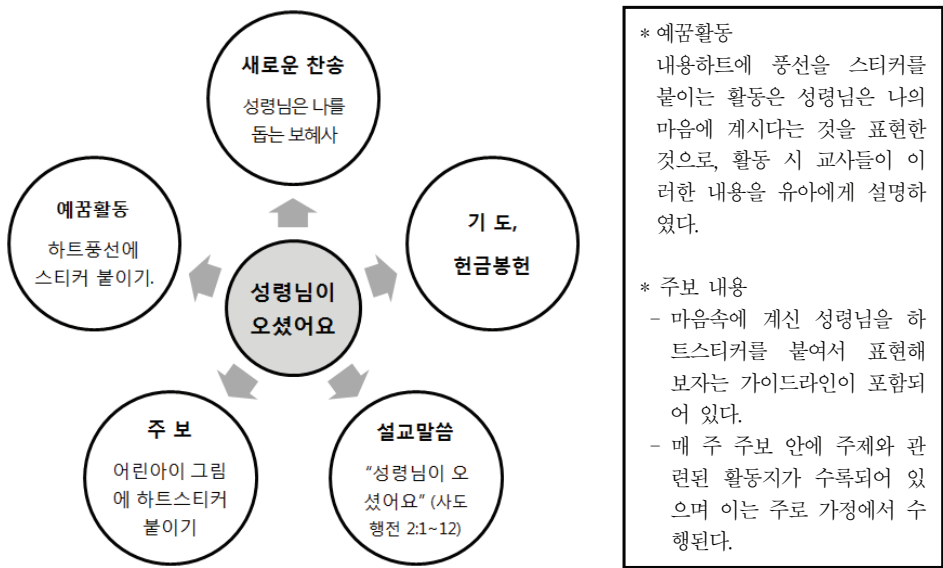 새로운 찬송
성령님은 나를
돕는 보혜사
예꿈활동
하트풍선에
스티커 붙이기.
기 도,
헌금봉헌
성령님이
오셨어요
주 보
어린아이 그림
에 하트스티커
붙이기
설교말씀
“성령님이 오
셨어요” (사도
행전 2:1~12)
* 예꿈활동
내용하트에 풍선을 스티커를
붙이는 활동은 성령님은 나의
마음에 계시다는 것을 표현한
것으로, 활동 시 교사들이 이
러한 내용을 유아에게 설명하
였다.
* 주보 내용
- 마음속에 계신 성령님을 하
트스티커를 붙여서 표현해
보자는 가이드라인이 포함되
어 있다.
- 매 주 주보 안에 주제와 관
련된 활동지가 수록되어 있
으며 이는 주로 가정에서 수
행된다.